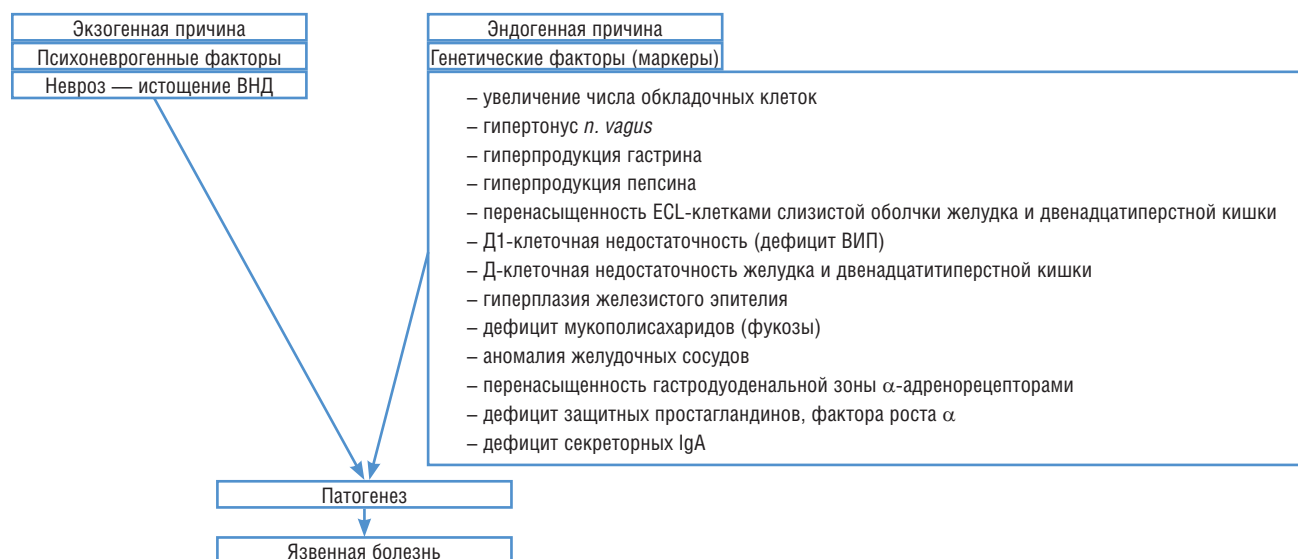 Экзогенная причина
Психоневрогенные факторы
Невроз — истощение ВНД
Эндогенная причина
Генетические факторы (маркеры)
– увеличение числа обкладочных клеток
– гипертонус n. vagus
– гиперпродукция гастрина
– гиперпродукция пепсина
– перенасыщенность ECL-клетками слизистой оболчки желудка и двенадцатиперстной кишки
– Д1-клеточная недостаточность (дефицит ВИП)
– Д-клеточная недостаточность желудка и двенадцатитиперстной кишки
– гиперплазия железистого эпителия
– дефицит мукополисахаридов (фукозы)
– аномалия желудочных сосудов
– перенасыщенность гастродуоденальной зоны α-адренорецепторами
– дефицит защитных простагландинов, фактора роста α
– дефицит секреторных IgA
Патогенез
Язвенная болезнь